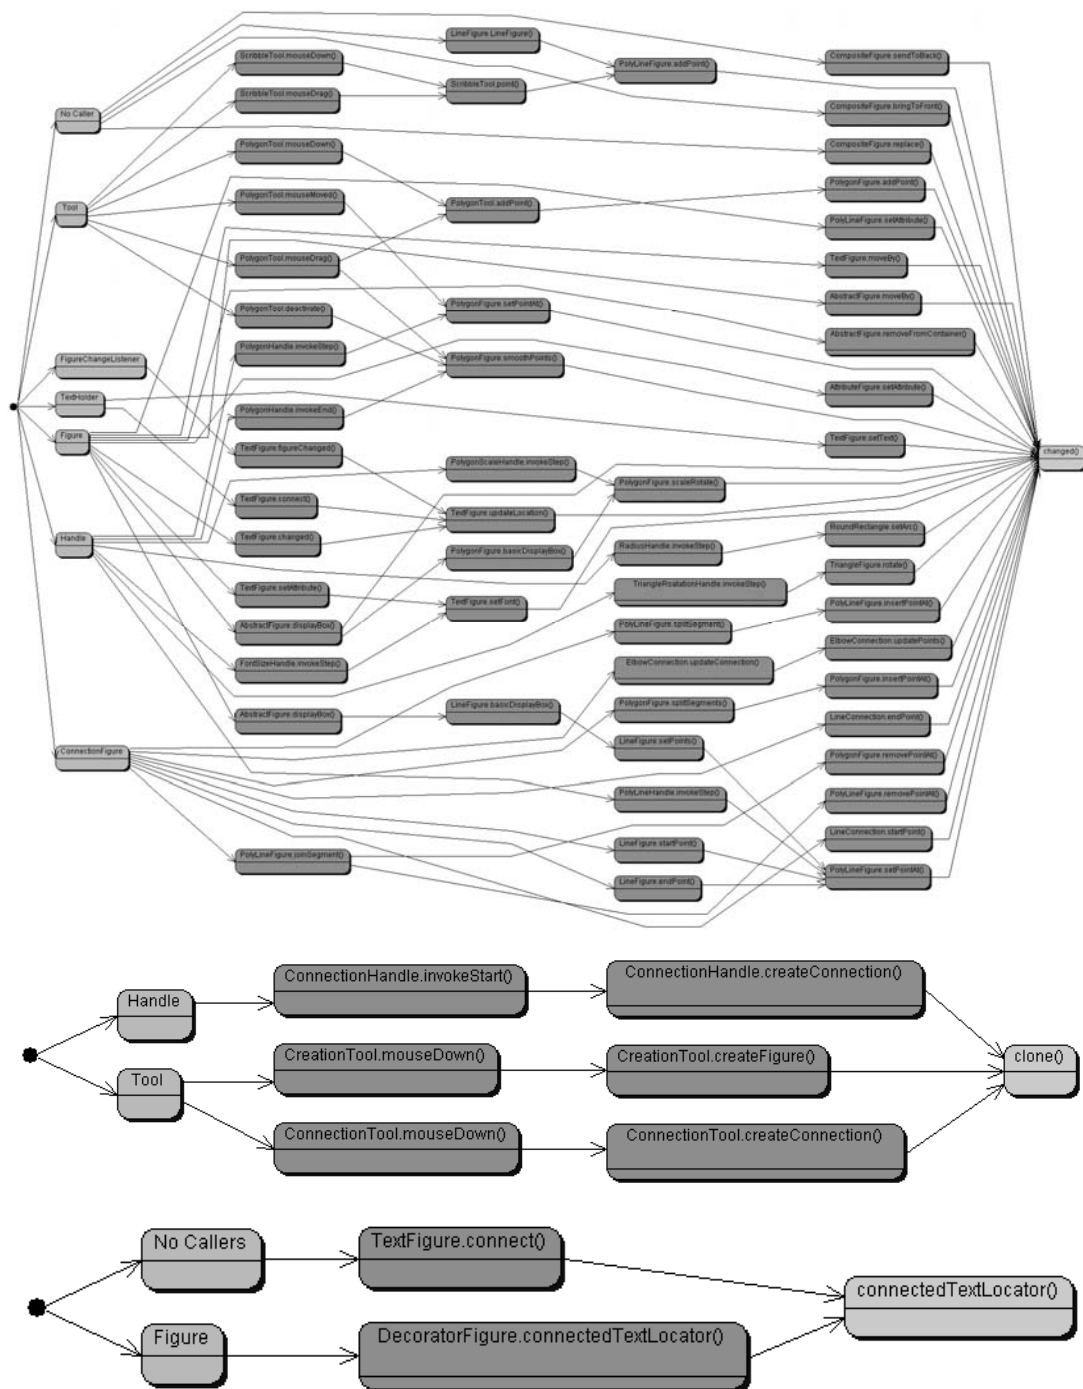 LineFigure.LineFigure()
ScribbleTool.mouseDown()
PolyLineFigure.addPoint()
CompositeFigure.sendToBack()
ScribbleTool.mouseDrag()
ScribbleTool.point()
No Caller
CompositeFigure.bringToFront()
PolygonTool.mouseDown()
CompositeFigure.replace()
PolygonTool.mouseMoved()
PolygonFigure.addPoint()
Tool
PolygonTool.addPoint()
PolyLineFigure.setAttribute()
PolygonTool.mouseDrag()
TextFigure.moveBy()
PolygonTool.deactivate()
PolygonFigure.setPointAt()
AbstractFigure.moveBy()
PolygonHandle.invokeStep()
AbstractFigure.removeFromContainer()
FigureChangeListener
PolygonFigure.smoothPoints()
TextHolder
AttributeFigure.setAttribute()
PolygonHandle.invokeEnd()
Figure
TextFigure.figureChanged()
TextFigure.setText()
changed()
PolygonScaleHandle.invokeStep()
PolygonFigure.scaleRotate()
TextFigure.connect()
TextFigure.updateLocation()
Handle
TextFigure.changed()
RoundRectangle.setArc()
PolygonFigure.basicDisplayBox()
RadiusHandle.invokeStep()
TriangleFigure.rotate()
TextFigure.setAttribute()
TriangleRoatationHandle.invokeStep()
TextFigure.setFont()
PolyLineFigure.insertPointAt()
AbstractFigure.displayBox()
PolyLineFigure.splitSegment()
ElbowConnection.updatePoints()
FontSizeHandle.invokeStep()
ElbowConnection.updateConnection()
PolygonFigure.insertPointAt()
AbstractFigure.displayBox()
LineFigure.basicDisplayBox()
PolygonFigure.splitSegments()
LineConnection.endPoint()
ConnectionFigure
LineFigure.setPoints()
PolygonFigure.removePointAt()
PolyLineHandle.invokeStep()
PolyLineFigure.removePointAt()
PolyLineFigure.joinSegment()
LineFigure.startPoint()
LineConnection.startPoint()
LineFigure.endPoint()
PolyLineFigure.setPointAt()
ConnectionHandle.invokeStart()
ConnectionHandle.createConnection()
Handle
CreationTool.mouseDown()
CreationTool.createFigure()
clone()
Tool
ConnectionTool.mouseDown()
ConnectionTool.createConnection()
No Callers
TextFigure.connect()
connectedTextLocator()
Figure
DecoratorFigure.connectedTextLocator()